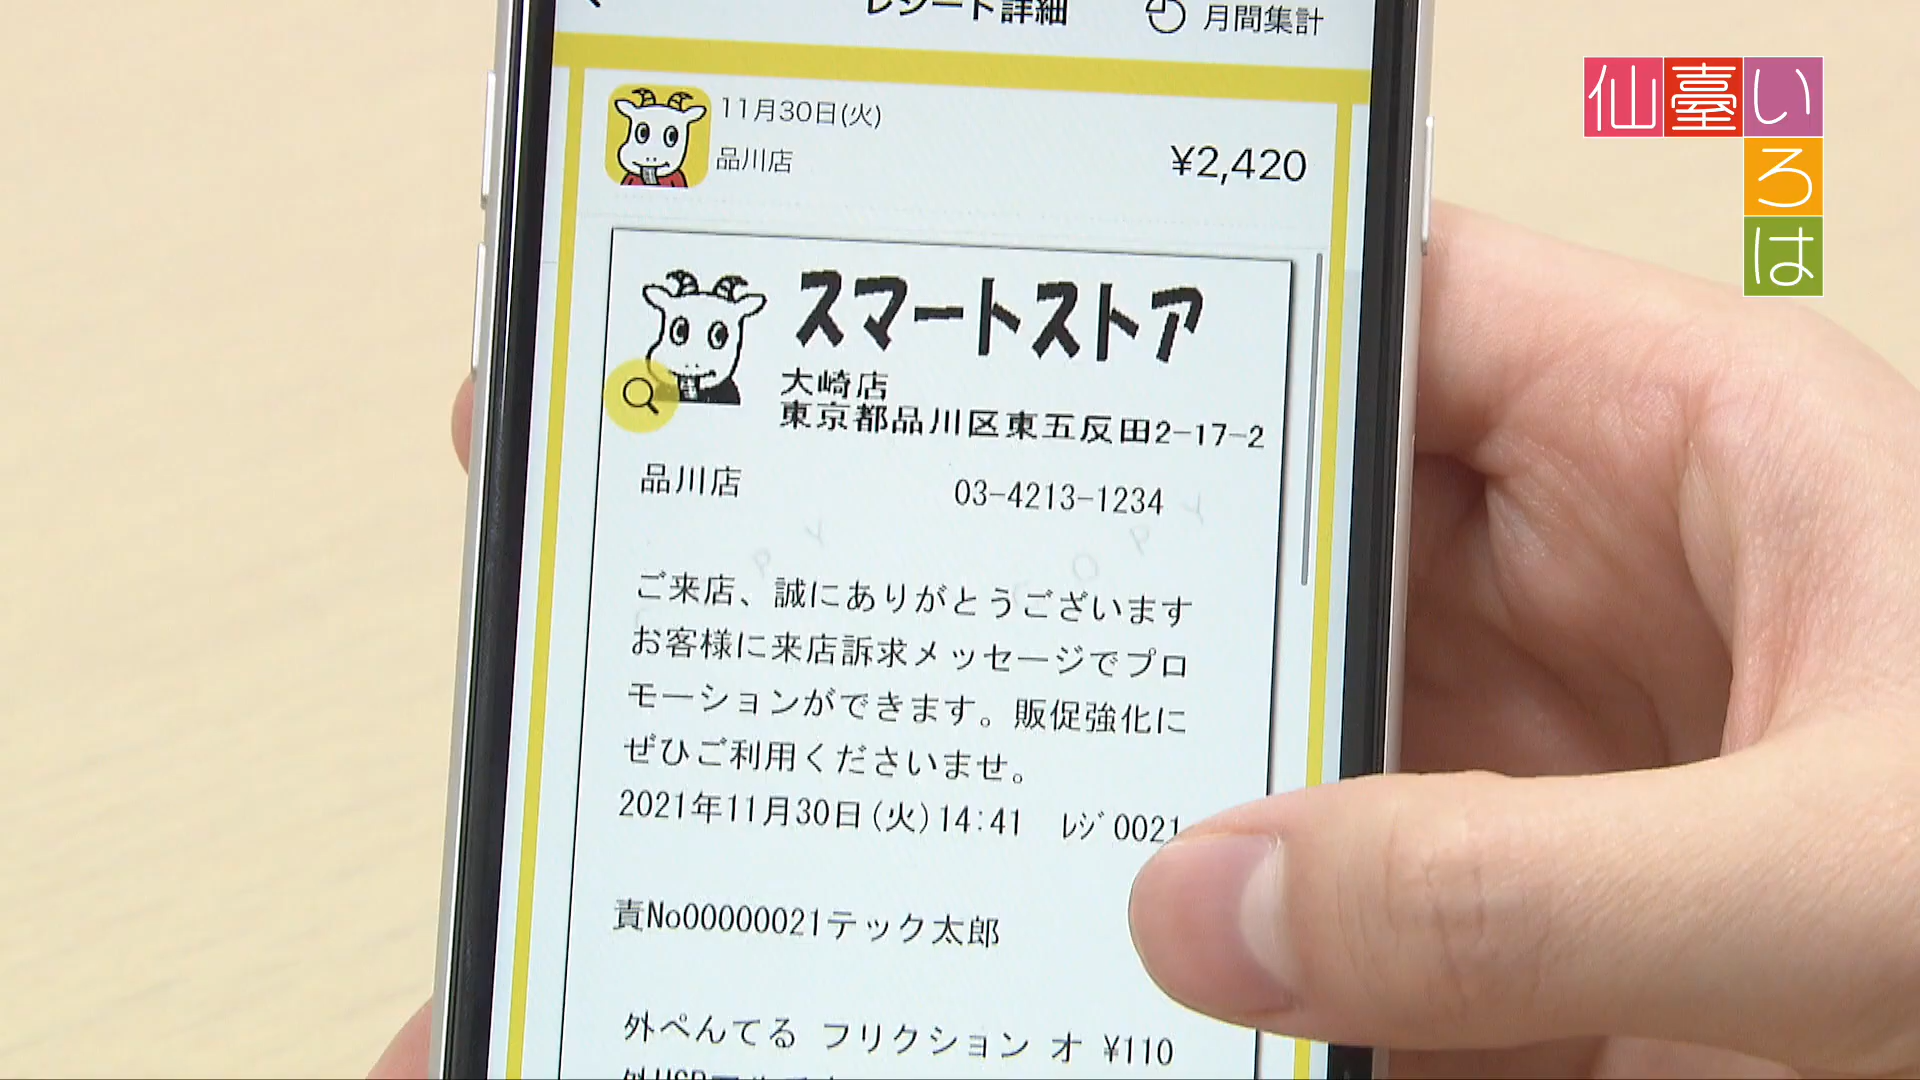 レシート詳細
月間集計
11月30日(火)
品川店
¥2,420
スマートストア
大崎店
東京都品川区東五反田2-17-2
品川店 03-4213-1234
ご来店、誠にありがとうございます
お客様に来店訴求メッセージでプロ
モーションができます。販促強化に
ぜひご利用くださいませ。
2021年11月30日(火)14:41 レジ0021
責No00000021テック太郎
外ぺんてる フリクション オ ¥110
仙臺いろは